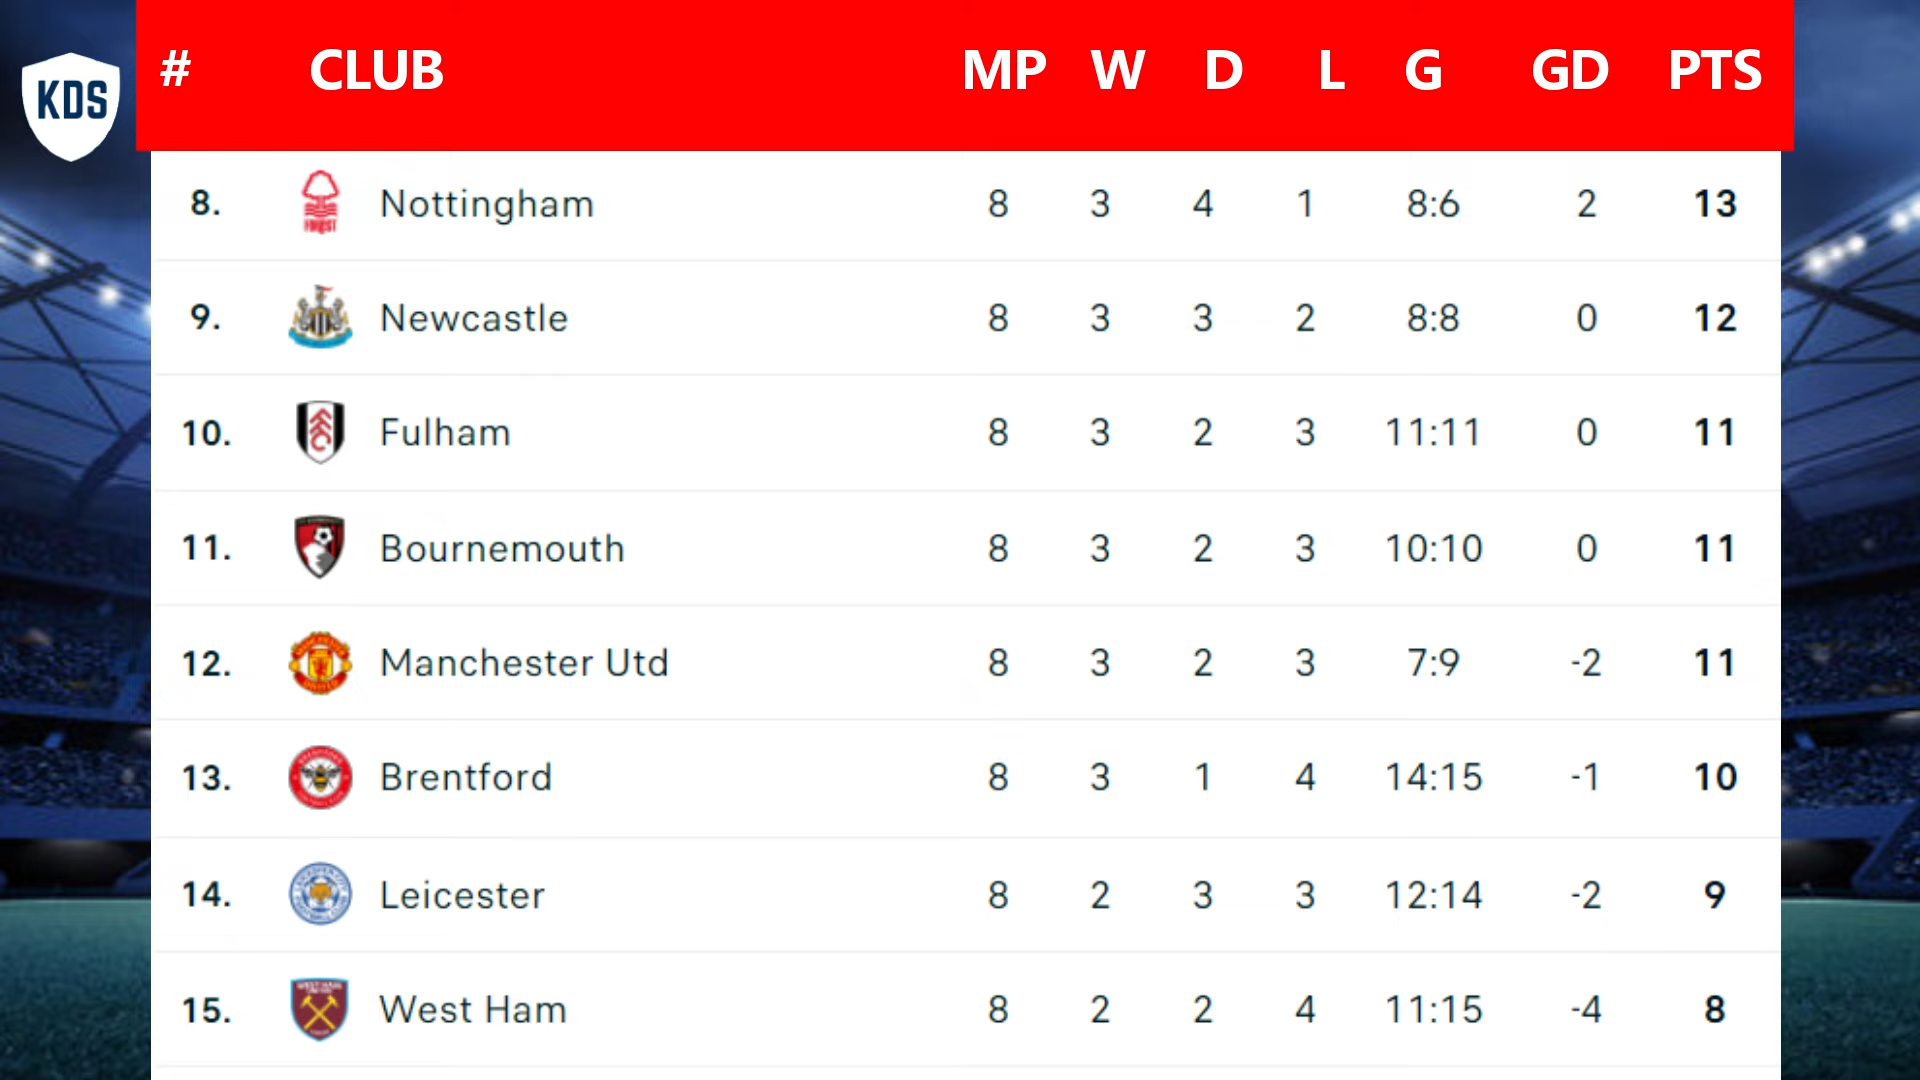 KDS
# CLUB MP W D L G GD PTS
8. FOREST Nottingham 8 3 4 1 8:6 2 13
9. Newcastle 8 3 3 2 8:8 0 12
10. FFC Fulham 8 3 2 3 11:11 0 11
11. Bournemouth 8 3 2 3 10:10 0 11
12. Manchester Utd 8 3 2 3 7:9 -2 11
13. Brentford 8 3 1 4 14:15 -1 10
14. Leicester 8 2 3 3 12:14 -2 9
15. West Ham 8 2 2 4 11:15 -4 8